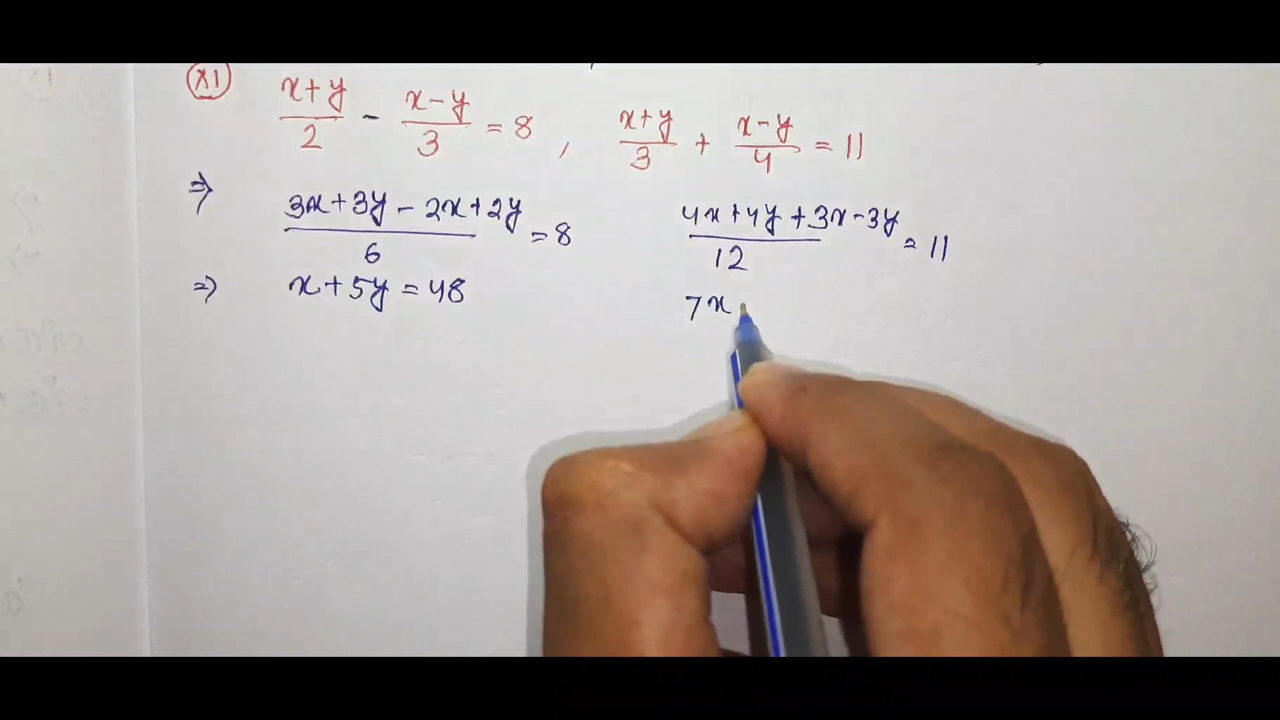 XI (x+y)/2 - (x-y)/3 = 8 , (x+y)/3 + (x-y)/4 = 11
⇒ (3x+3y-2x+2y)/6 = 8 (4x+4y+3x-3y)/12 = 11
⇒ x+5y=48 7x